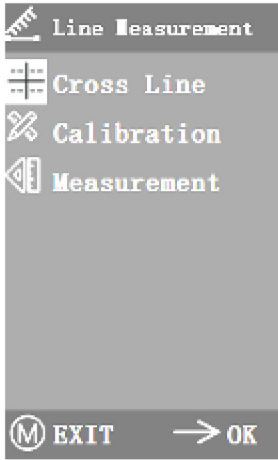 Line Measurement
Cross Line
Calibration
Measurement
M EXIT → OK